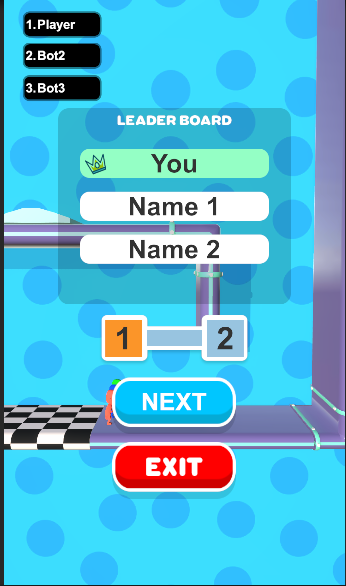 1.Player
2.Bot2
3.Bot3
LEADER BOARD
You
Name 1
Name 2
1 2
NEXT
EXIT